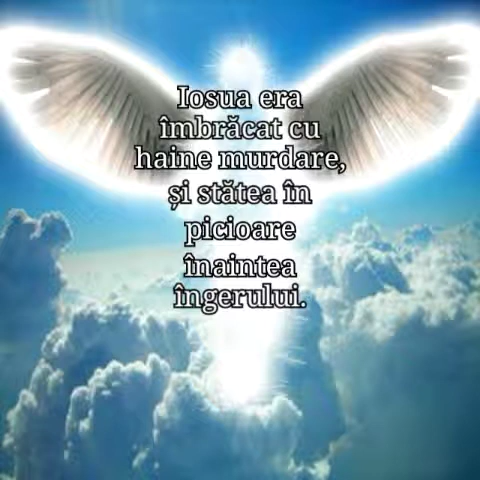 Iosua era
îmbrăcat cu
haine murdare,
și stătea în
picioare
înaintea
îngerului.